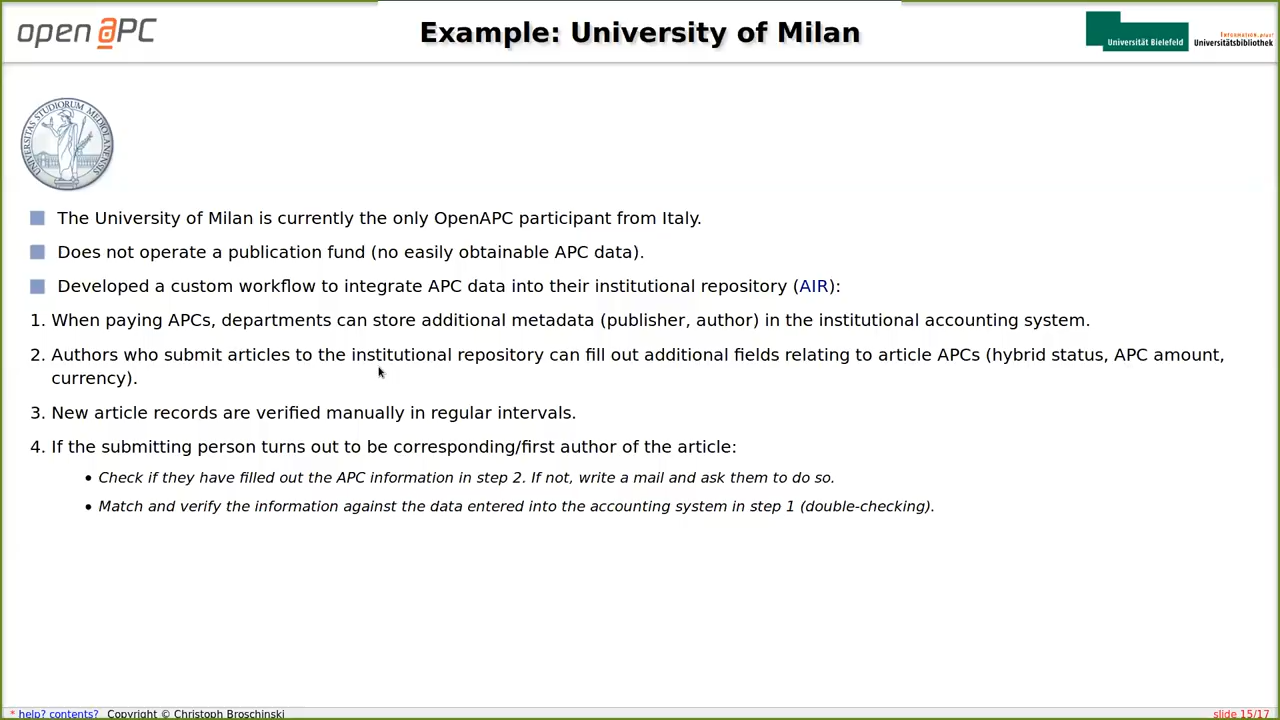 open apc
Example: University of Milan
Universität Bielefeld
Universitätsbibliothek
UNIVERSITAS STUDIORUM MEDIOLANENSIS
The University of Milan is currently the only OpenAPC participant from Italy.
Does not operate a publication fund (no easily obtainable APC data).
Developed a custom workflow to integrate APC data into their institutional repository (AIR):
1. When paying APCs, departments can store additional metadata (publisher, author) in the institutional accounting system.
2. Authors who submit articles to the institutional repository can fill out additional fields relating to article APCs (hybrid status, APC amount,
currency).
3. New article records are verified manually in regular intervals.
4. If the submitting person turns out to be corresponding/first author of the article:
• Check if they have filled out the APC information in step 2. If not, write a mail and ask them to do so.
• Match and verify the information against the data entered into the accounting system in step 1 (double-checking).
* help? contents? Copyright © Christoph Broschinski
slide 15/17